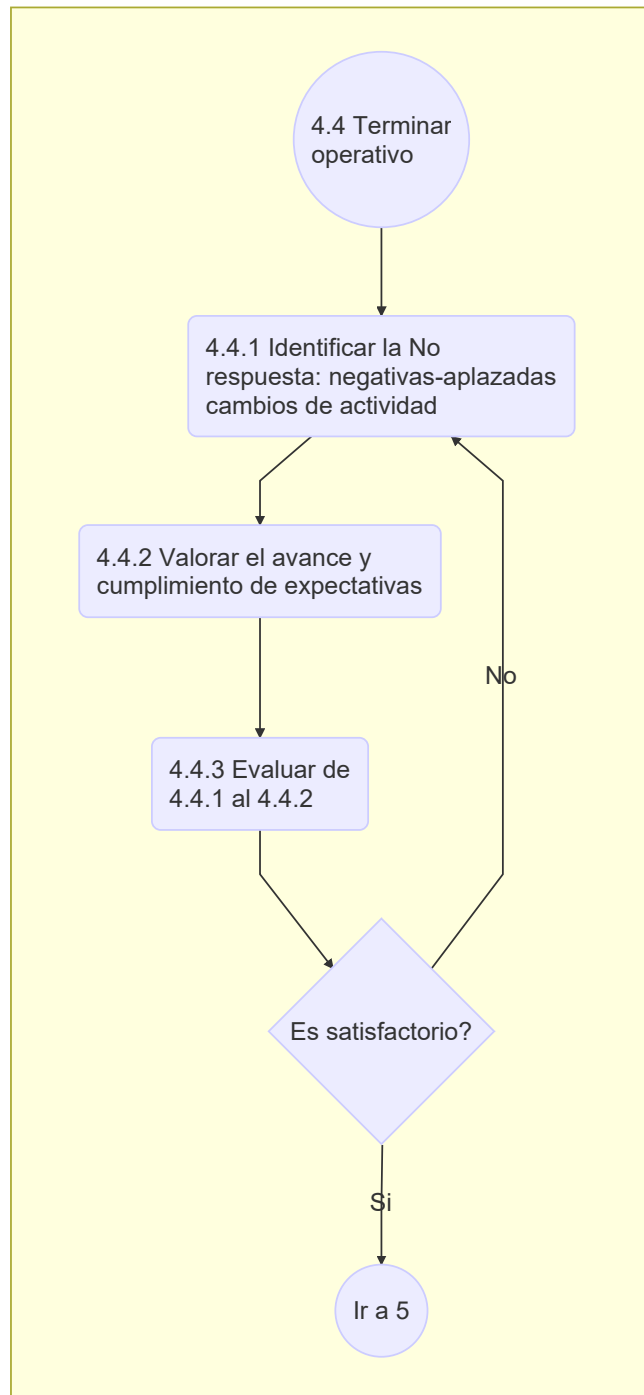 4.4 Terminar
operativo
4.4.1 Identificar la No
respuesta: negativas-aplazadas
cambios de actividad
4.4.2 Valorar el avance y
cumplimiento de expectativas
No
4.4.3 Evaluar de
4.4.1 al 4.4.2
Es satisfactorio?
Si
Ir a 5